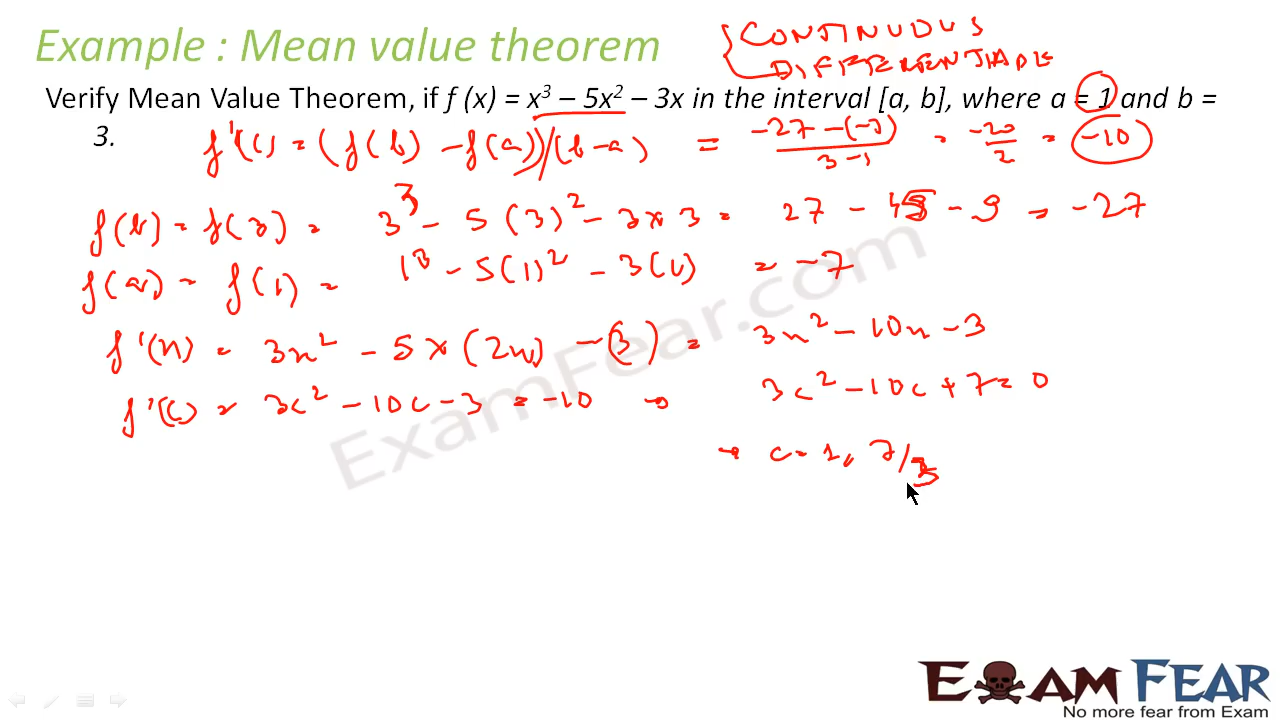 Example : Mean value theorem
{ CONTINUOUS
DIFFERENTIABLE
Verify Mean Value Theorem, if f (x) = x³ – 5x² – 3x in the interval [a, b], where a = 1 and b =
3.
f'(c) = (f(b) - f(a))/(b-a) = -27-(-7)/3-1 = -20/2 = -10
f(b) = f(3) = 3³ - 5(3)² - 3×3 = 27 - 45 - 9 = -27
f(a) = f(1) = 1³ - 5(1)² - 3(1) = -7
f'(x) = 3x² - 5×(2x) - (3) = 3x² - 10x - 3
f'(c) = 3c² - 10c - 3 = -10 → 3c² - 10c + 7 = 0
→ c = 1, 7/3
ExamFear.com
EXAM FEAR
No more fear from Exam